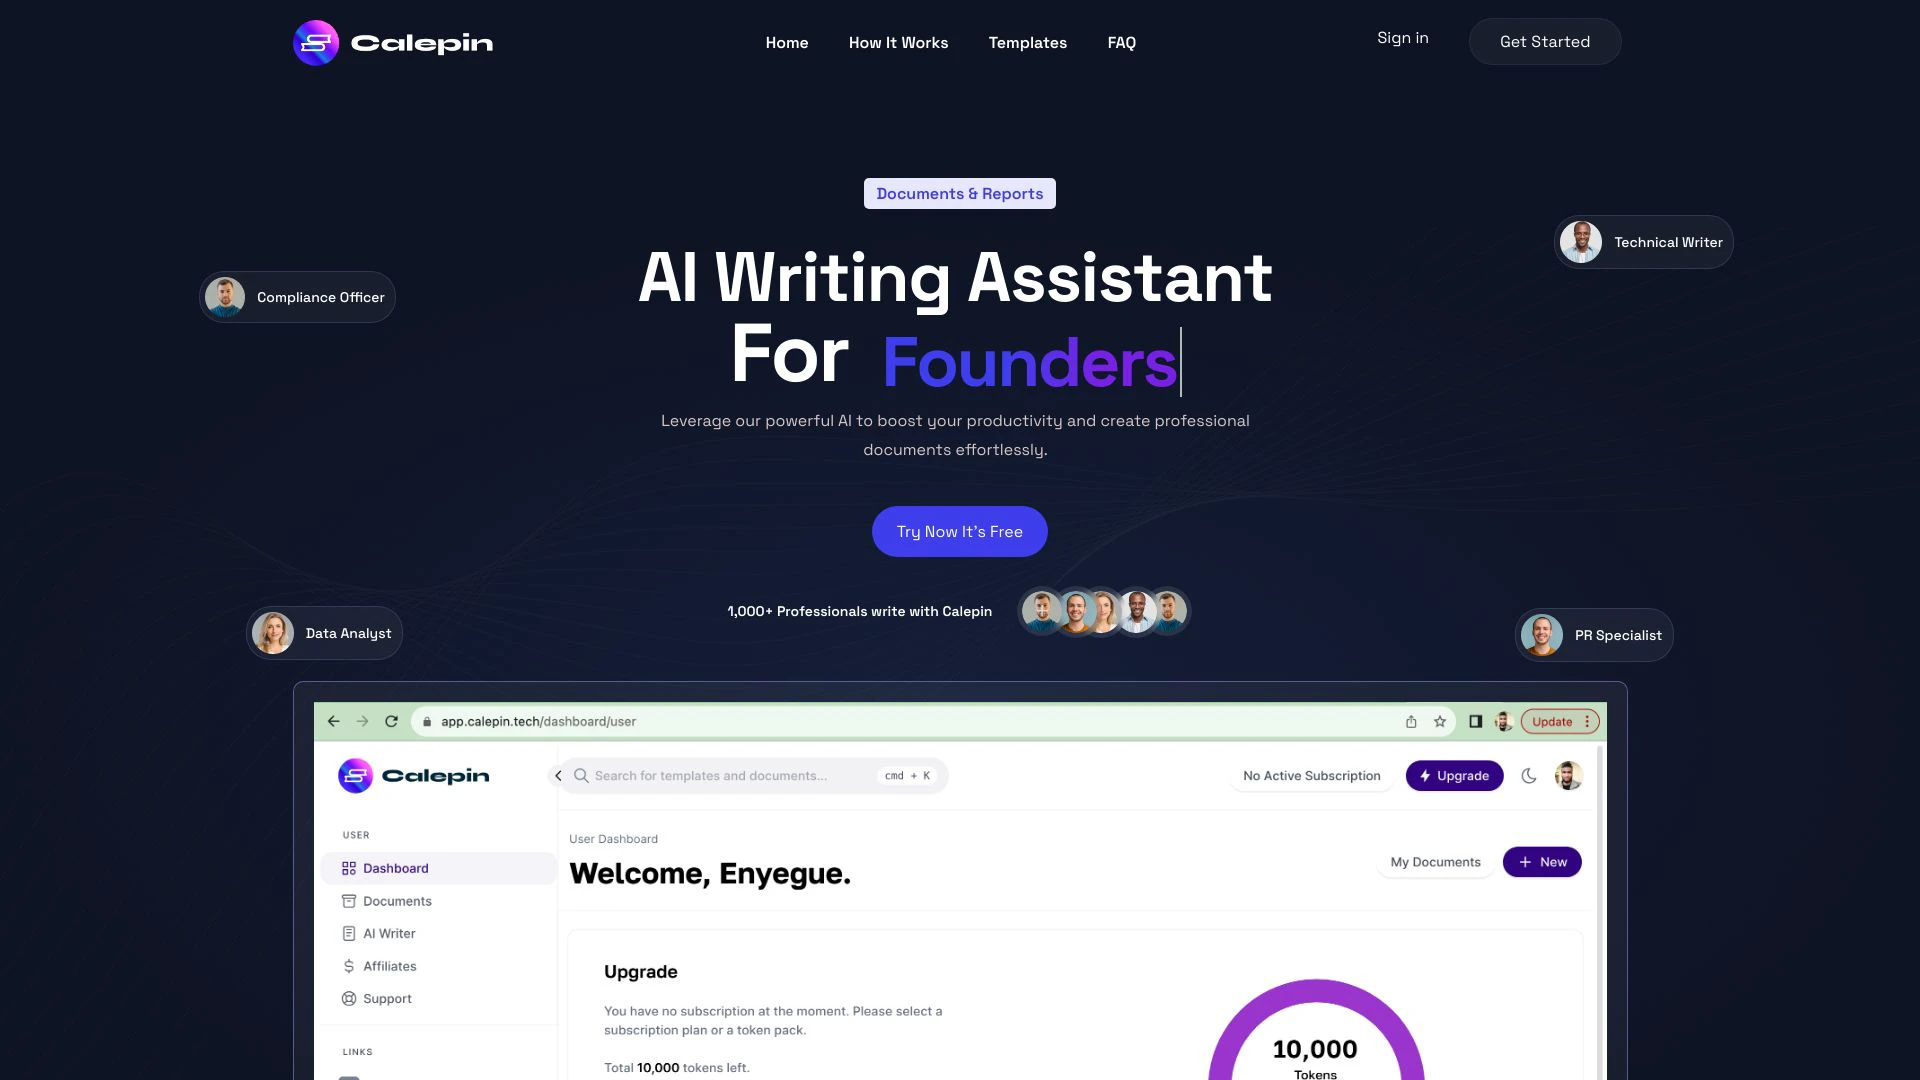 Calepin
Home
How It Works
Templates
FAQ
Sign in
Get Started
Documents & Reports
AI Writing Assistant
For Founders
Leverage our powerful AI to boost your productivity and create professional
documents effortlessly.
Try Now It's Free
1,000+ Professionals write with Calepin
Compliance Officer
Technical Writer
Data Analyst
PR Specialist
app.calepin.tech/dashboard/user
Update
Calepin
Search for templates and documents...
cmd + K
No Active Subscription
Upgrade
USER
Dashboard
Documents
AI Writer
Affiliates
Support
LINKS
User Dashboard
Welcome, Enyegue.
My Documents
New
Upgrade
You have no subscription at the moment. Please select a
subscription plan or a token pack.
Total 10,000 tokens left.
10,000
Tokens